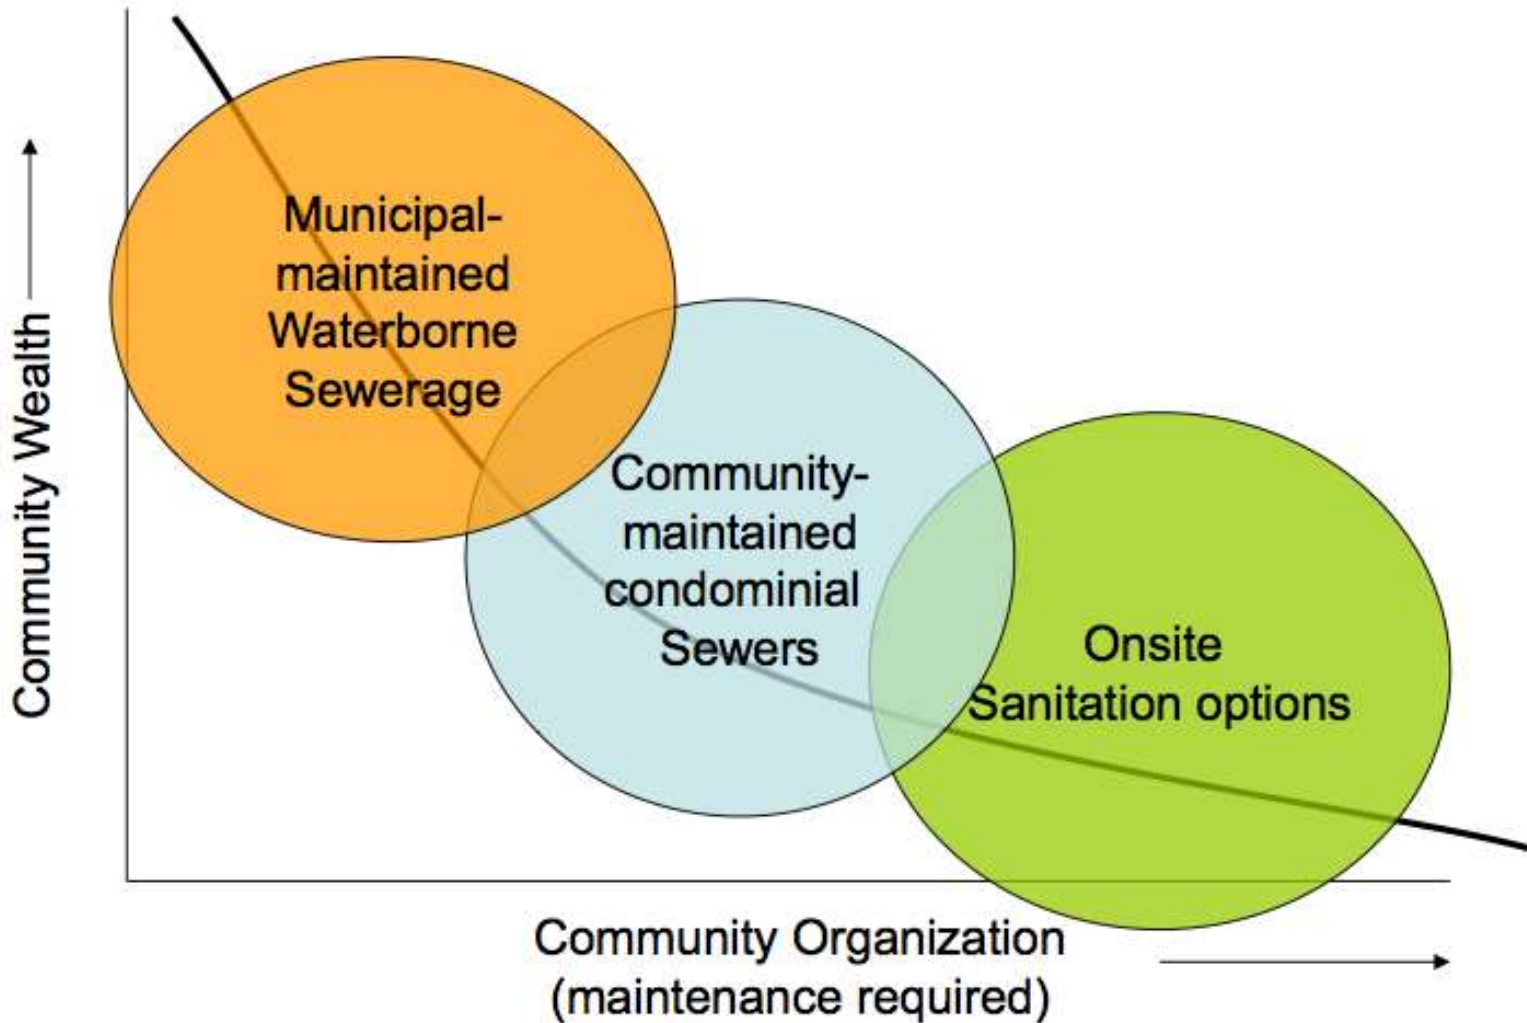 Municipal-
maintained
Waterborne
Sewerage
Community-
maintained
condominial
Sewers
Onsite
Sanitation options
Community Wealth
Community Organization
(maintenance required)